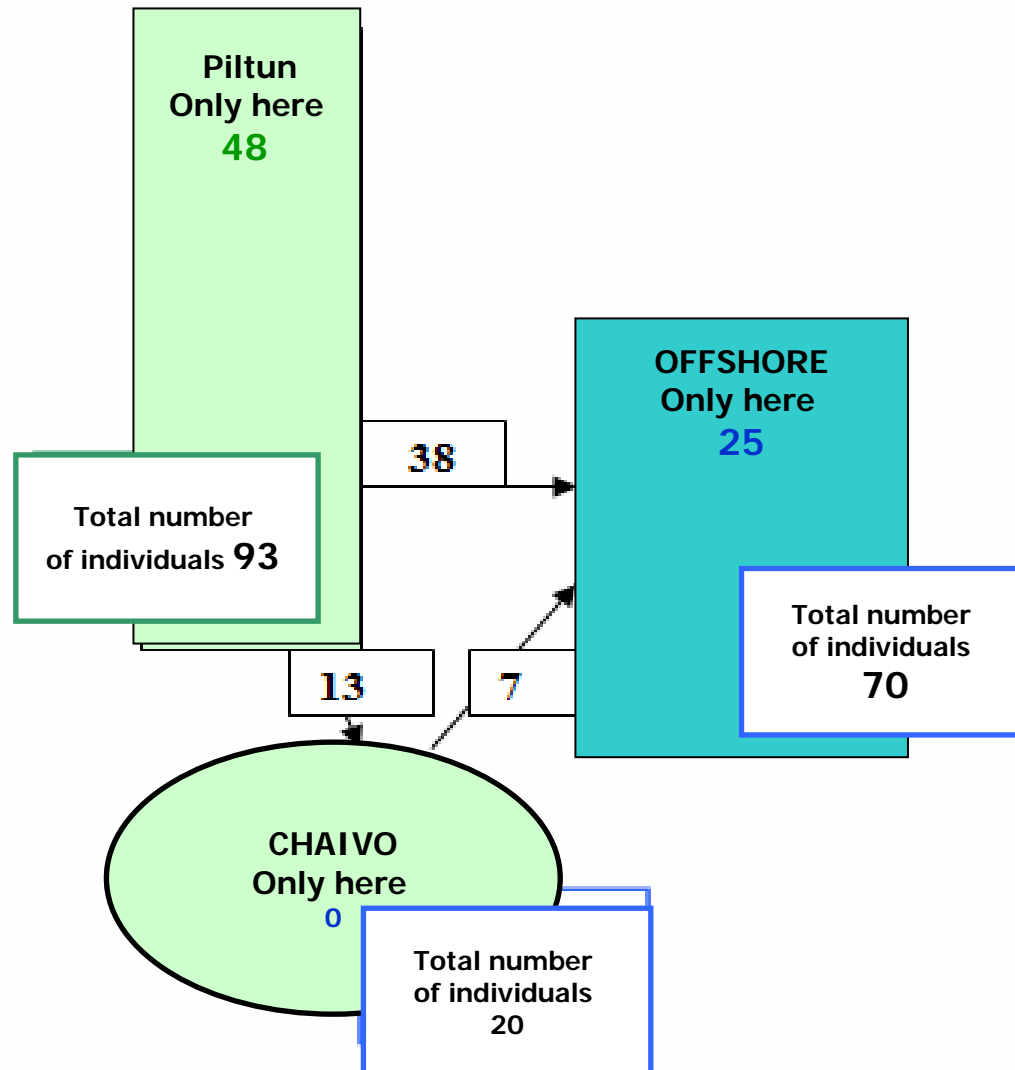 Piltun
Only here
48
38
OFFSHORE
Only here
25
Total number
of individuals 93
Total number
of individuals
70
13
7
CHAIVO
Only here
0
Total number
of individuals
20